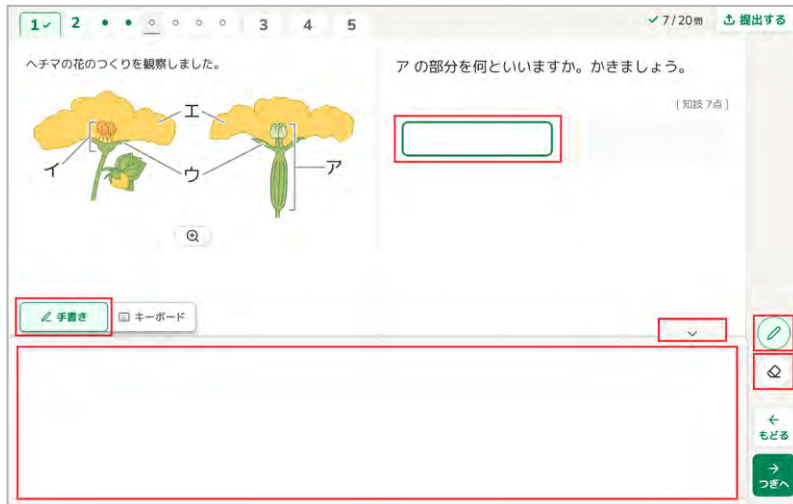 1 2 3 4 5
7/20問 提出する
ヘチマの花のつくりを観察しました。
エ
イ
ウ
ア
ア の部分を何といいますか。かきましょう。
[知技 7点]
手書き
キーボード
もどる
つぎへ